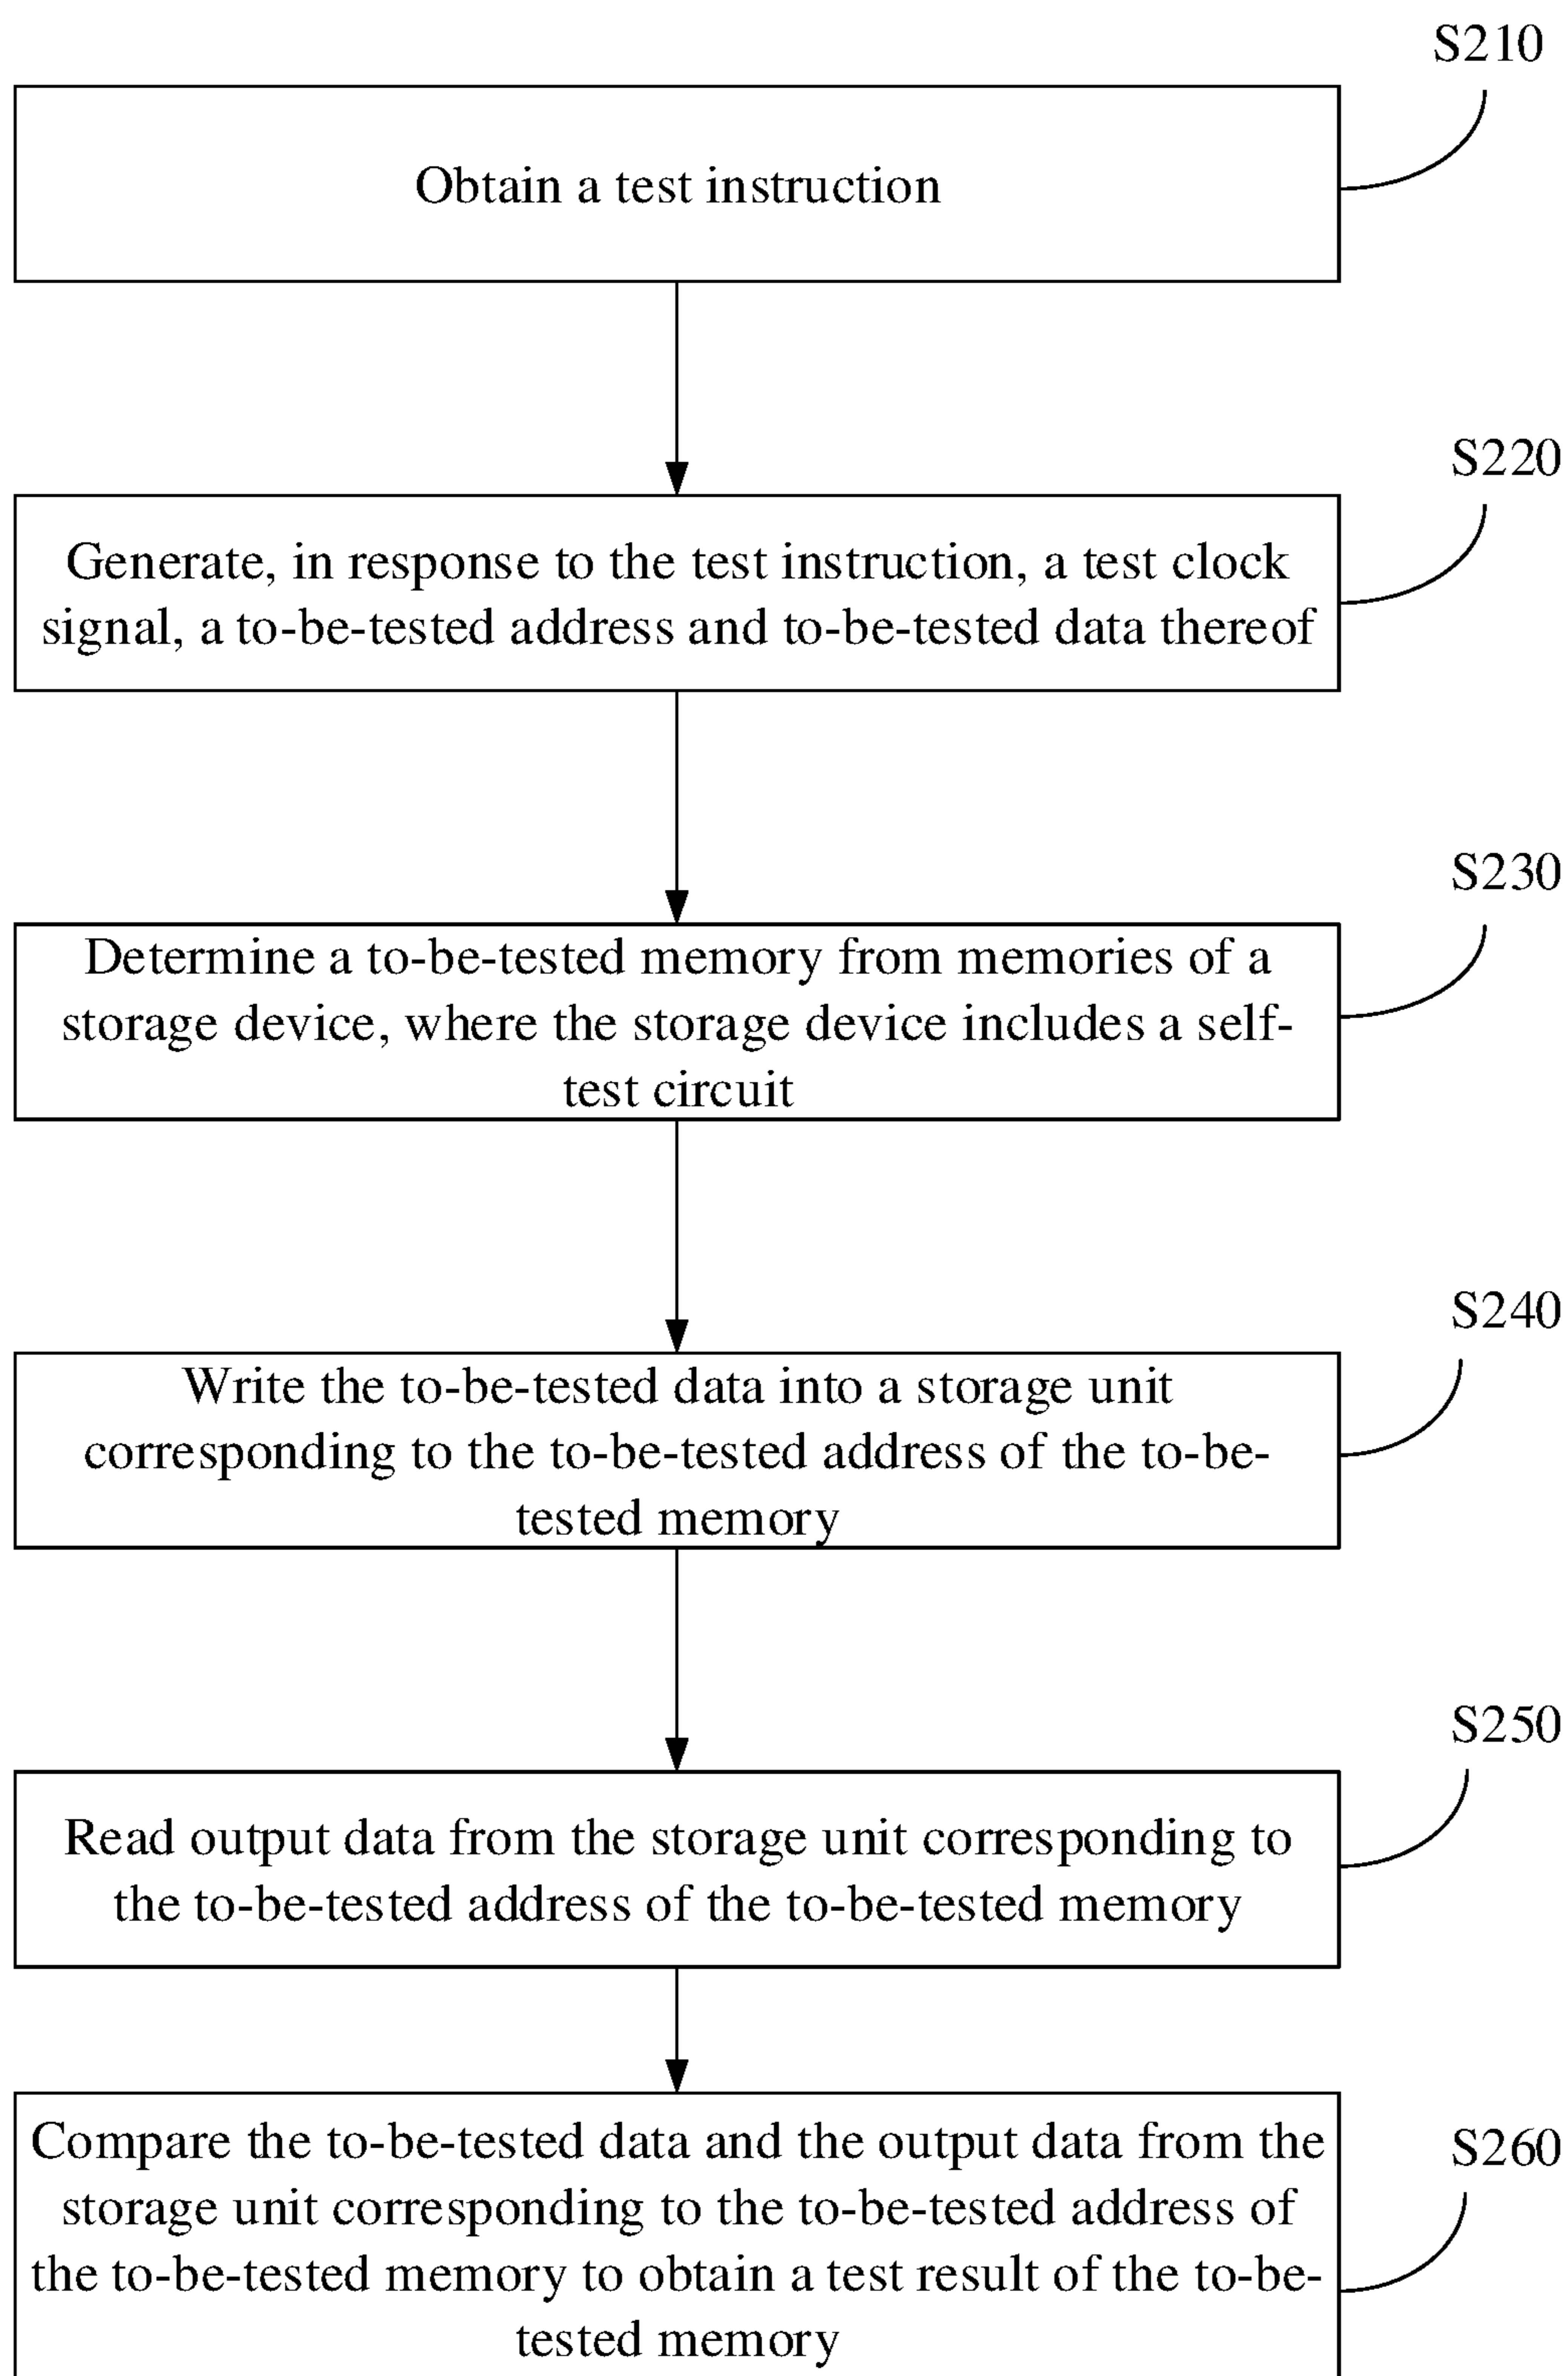 S210
Obtain a test instruction
S220
Generate, in response to the test instruction, a test clock
signal, a to-be-tested address and to-be-tested data thereof
S230
Determine a to-be-tested memory from memories of a
storage device, where the storage device includes a self-
test circuit
S240
Write the to-be-tested data into a storage unit
corresponding to the to-be-tested address of the to-be-
tested memory
S250
Read output data from the storage unit corresponding to
the to-be-tested address of the to-be-tested memory
S260
Compare the to-be-tested data and the output data from the
storage unit corresponding to the to-be-tested address of
the to-be-tested memory to obtain a test result of the to-be-
tested memory